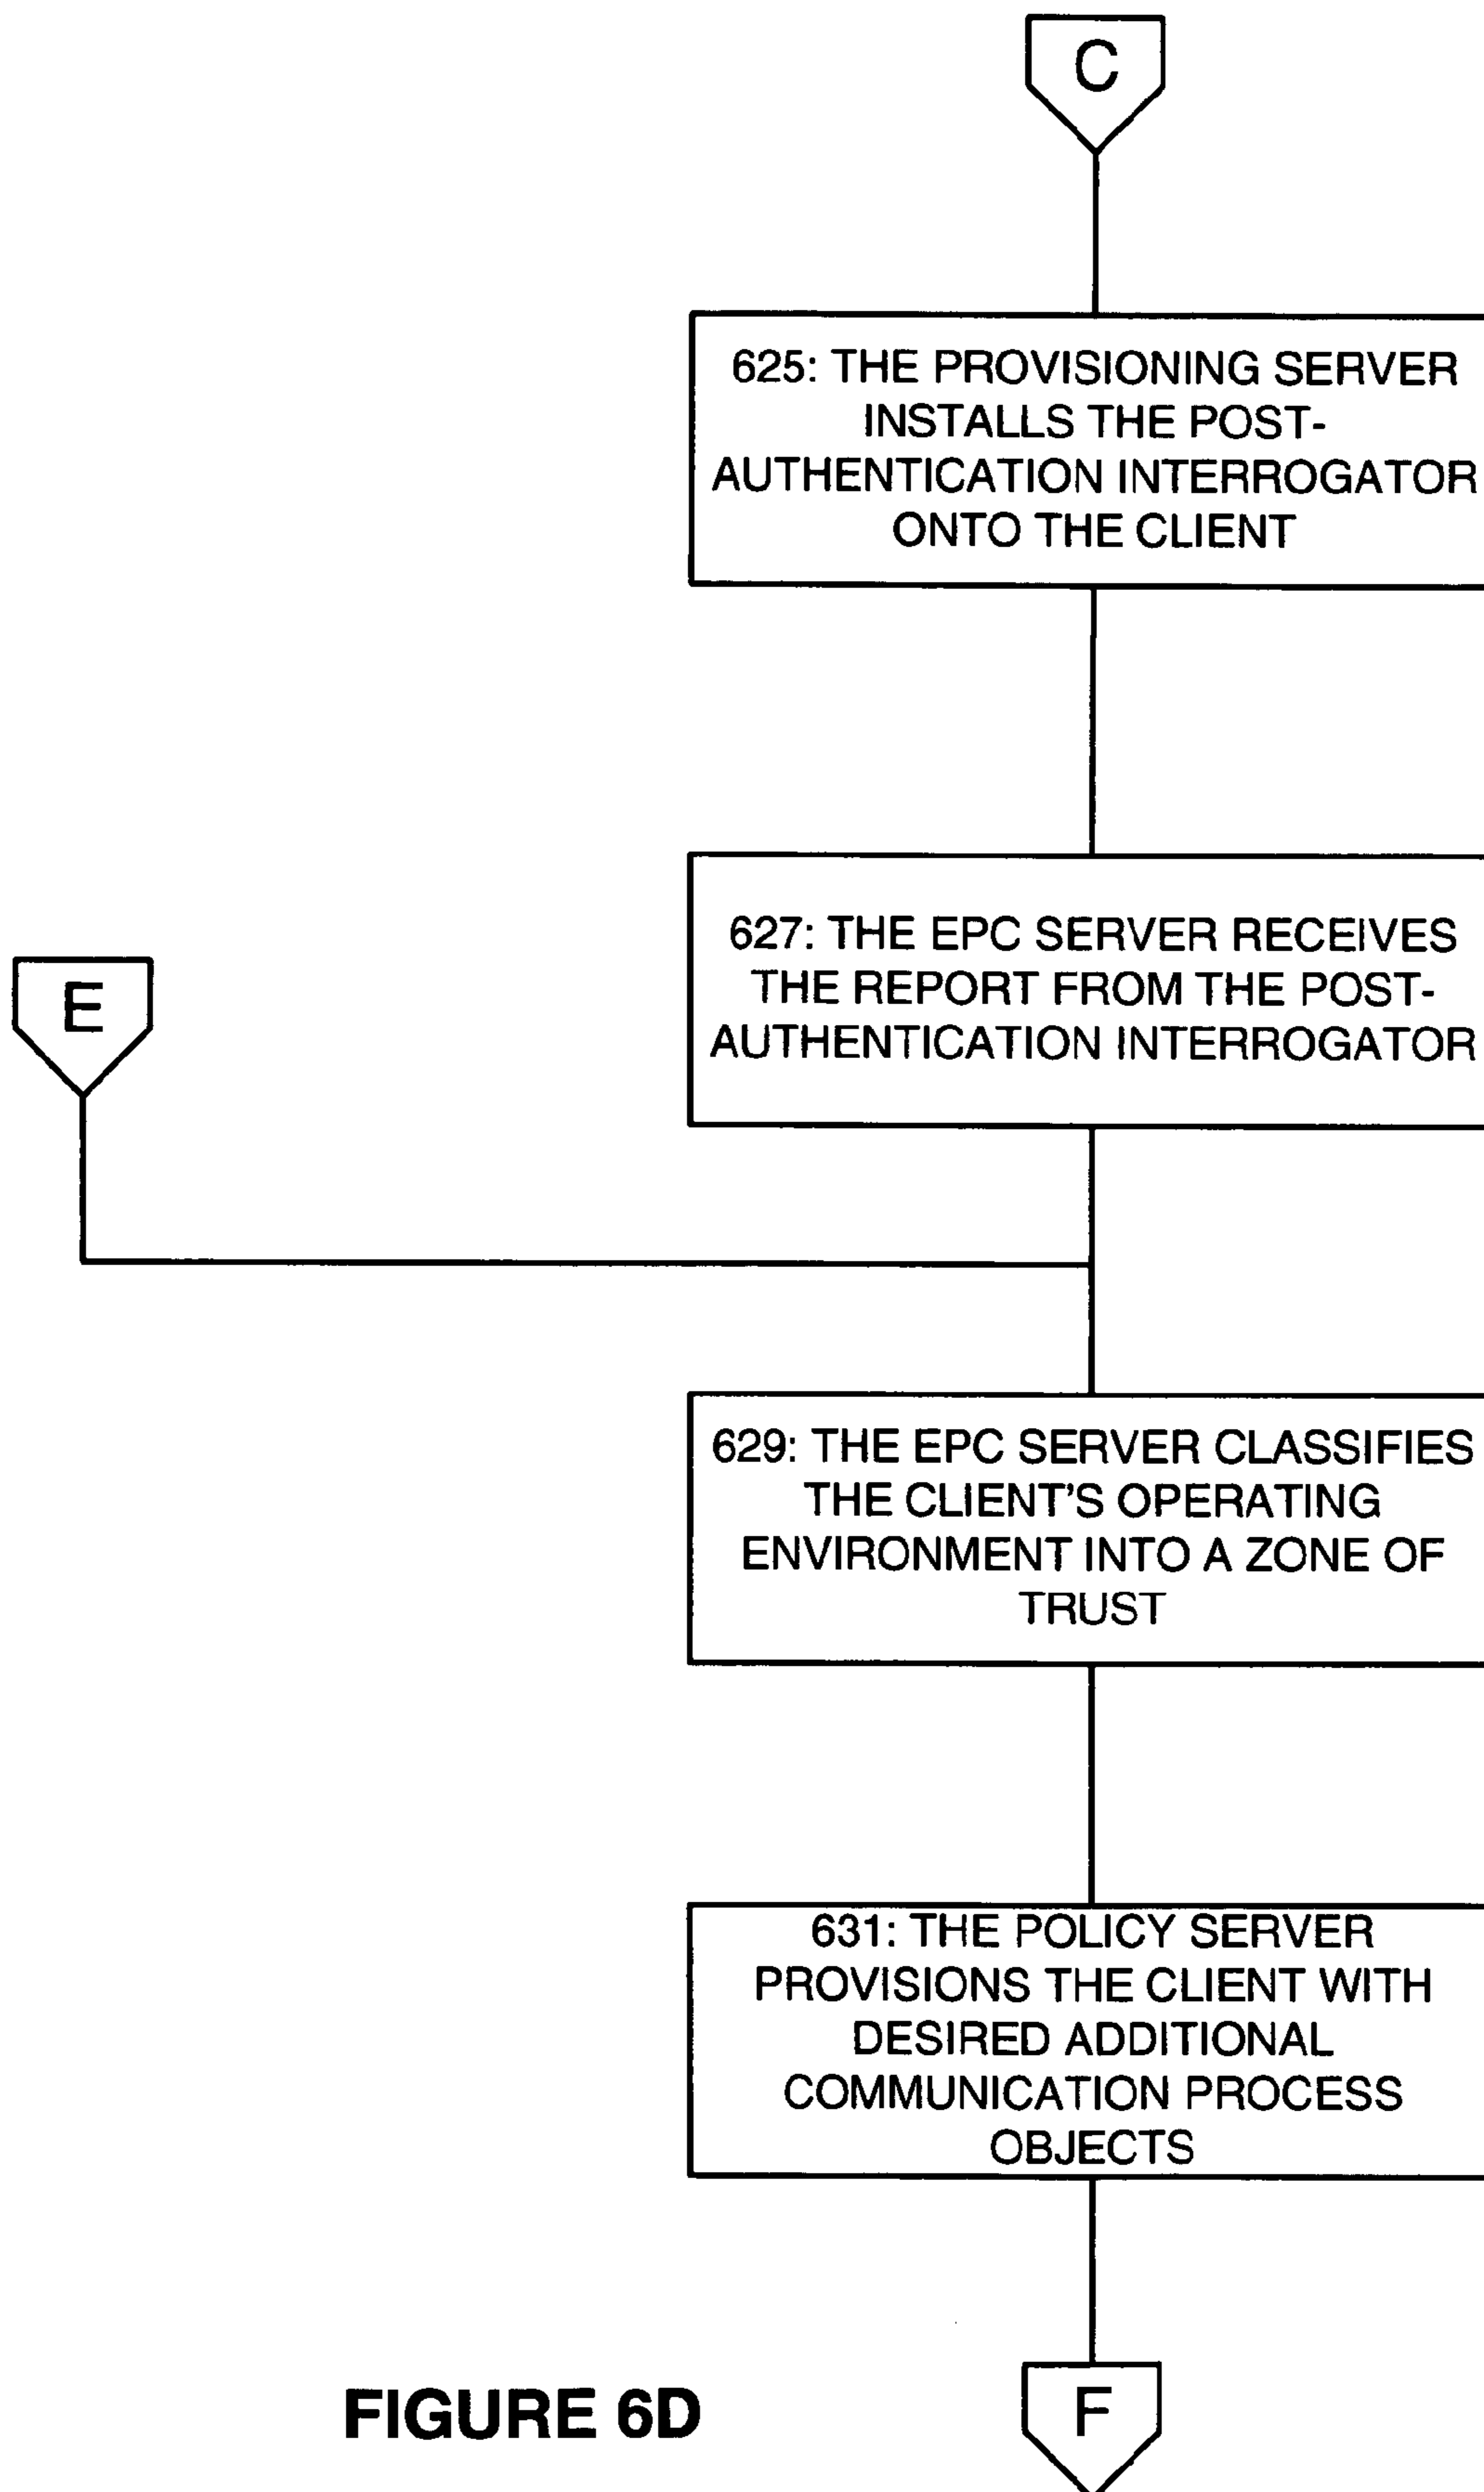 C
625: THE PROVISIONING SERVER
INSTALLS THE POST-
AUTHENTICATION INTERROGATOR
ONTO THE CLIENT
627: THE EPC SERVER RECEIVES
THE REPORT FROM THE POST-
AUTHENTICATION INTERROGATOR
E
629: THE EPC SERVER CLASSIFIES
THE CLIENT'S OPERATING
ENVIRONMENT INTO A ZONE OF
TRUST
631: THE POLICY SERVER
PROVISIONS THE CLIENT WITH
DESIRED ADDITIONAL
COMMUNICATION PROCESS
OBJECTS
F
FIGURE 6D